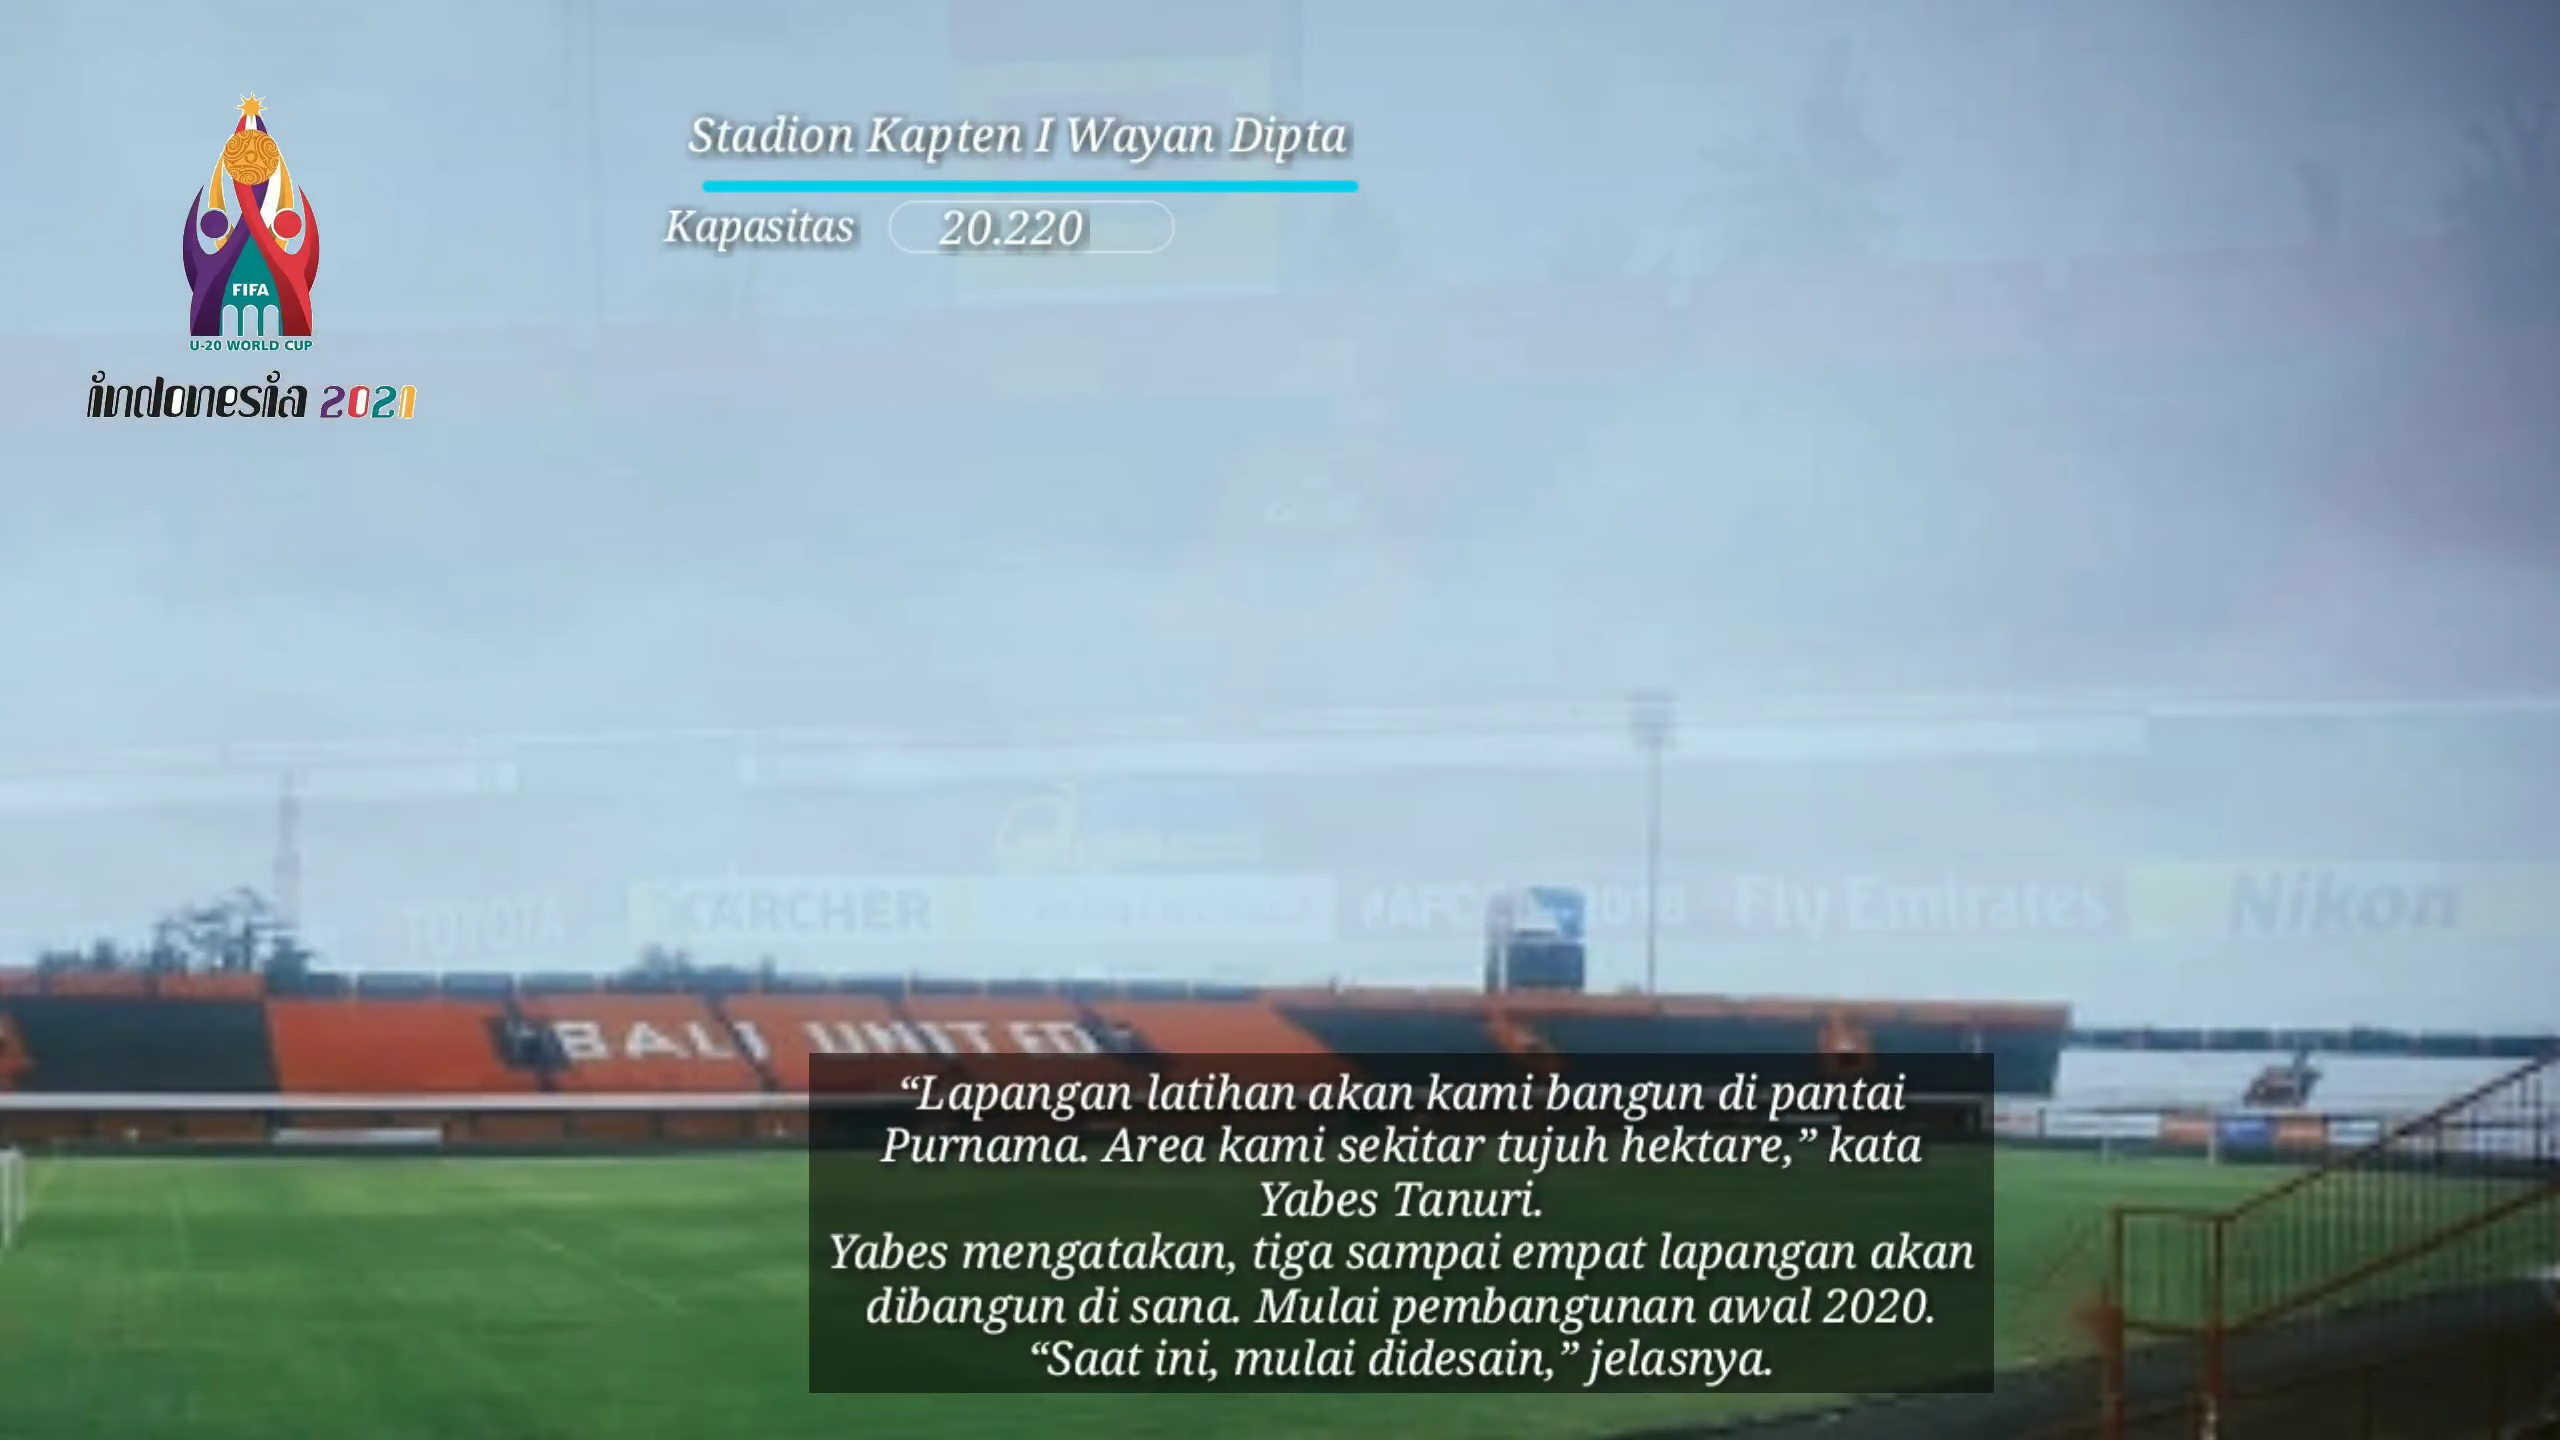 Stadion Kapten I Wayan Dipta
Kapasitas 20.220
FIFA
U-20 WORLD CUP
indonesia 2021
TOYOTA
KARCHER
Fly Emirates
Nikon
BALI UNITED
“Lapangan latihan akan kami bangun di pantai
Purnama. Area kami sekitar tujuh hektare,” kata
Yabes Tanuri.
Yabes mengatakan, tiga sampai empat lapangan akan
dibangun di sana. Mulai pembangunan awal 2020.
“Saat ini, mulai didesain,” jelasnya.